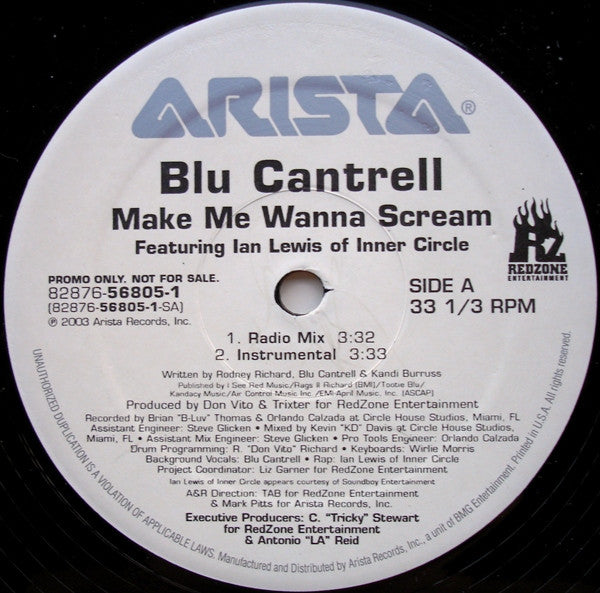 ARISTA®
Blu Cantrell
Make Me Wanna Scream
Featuring Ian Lewis of Inner Circle
RZ
REDZONE
ENTERTAINMENT
PROMO ONLY. NOT FOR SALE.
82876-56805-1
(82876-56805-1-SA)
℗ 2003 Arista Records, Inc.
SIDE A
33 1/3 RPM
1. Radio Mix 3:32
2. Instrumental 3:33
Written by Rodney Richard, Blu Cantrell & Kandi Burruss
Published by I See Red Music/Rags II Richard (BMI)/Tootie Blu/
Kandacy Music/Air Control Music Inc./EMI-April Music, Inc. (ASCAP)
Produced by Don Vito & Trixter for RedZone Entertainment
Recorded by Brian "B-Luv" Thomas & Orlando Calzada at Circle House Studios, Miami, FL
Assistant Engineer: Steve Glicken • Mixed by Kevin "KD" Davis at Circle House Studios,
Miami, FL • Assistant Mix Engineer: Steve Glicken • Pro Tools Engineer: Orlando Calzada
Drum Programming: R. "Don Vito" Richard • Keyboards: Wirlie Morris
Background Vocals: Blu Cantrell • Rap: Ian Lewis of Inner Circle
Project Coordinator: Liz Garner for RedZone Entertainment
Ian Lewis of Inner Circle appears courtesy of Soundboy Entertainment
A&R Direction: TAB for RedZone Entertainment
& Mark Pitts for Arista Records, Inc.
Executive Producers: C. "Tricky" Stewart
for RedZone Entertainment
& Antonio "LA" Reid
UNAUTHORIZED DUPLICATION IS A VIOLATION OF APPLICABLE LAWS. Manufactured and Distributed by Arista Records, Inc., a unit of BMG Entertainment. Printed in U.S.A. All rights reserved.